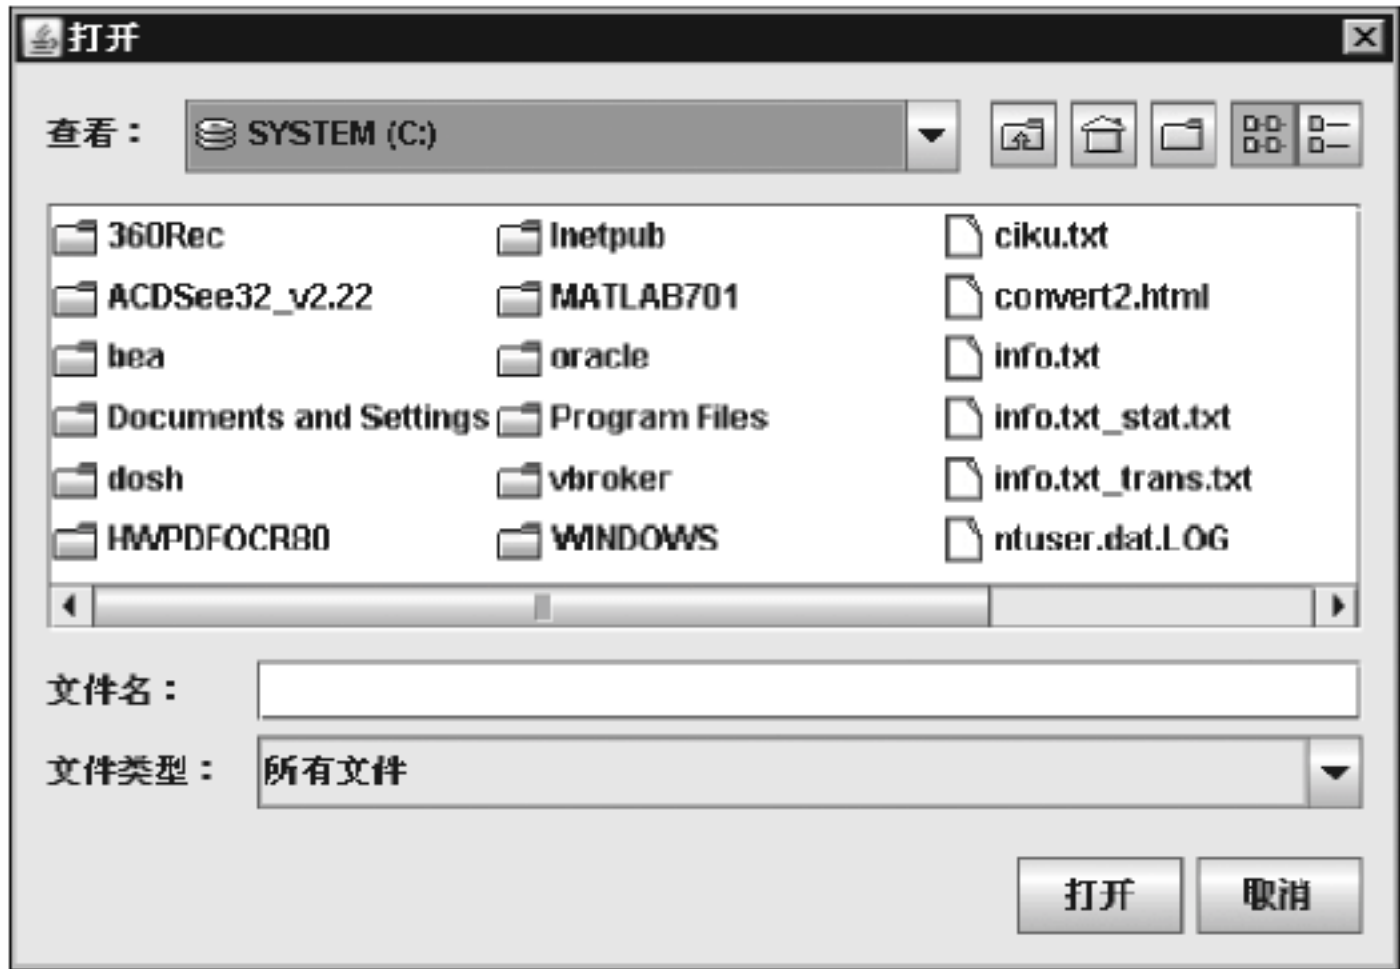 打开
查看： SYSTEM (C:)
360Rec Inetpub ciku.txt
ACDSee32_v2.22 MATLAB701 convert2.html
bea oracle info.txt
Documents and Settings Program Files info.txt_stat.txt
dosh vbroker info.txt_trans.txt
HWPDFOCR80 WINDOWS ntuser.dat.LOG
文件名：
文件类型： 所有文件
打开 取消